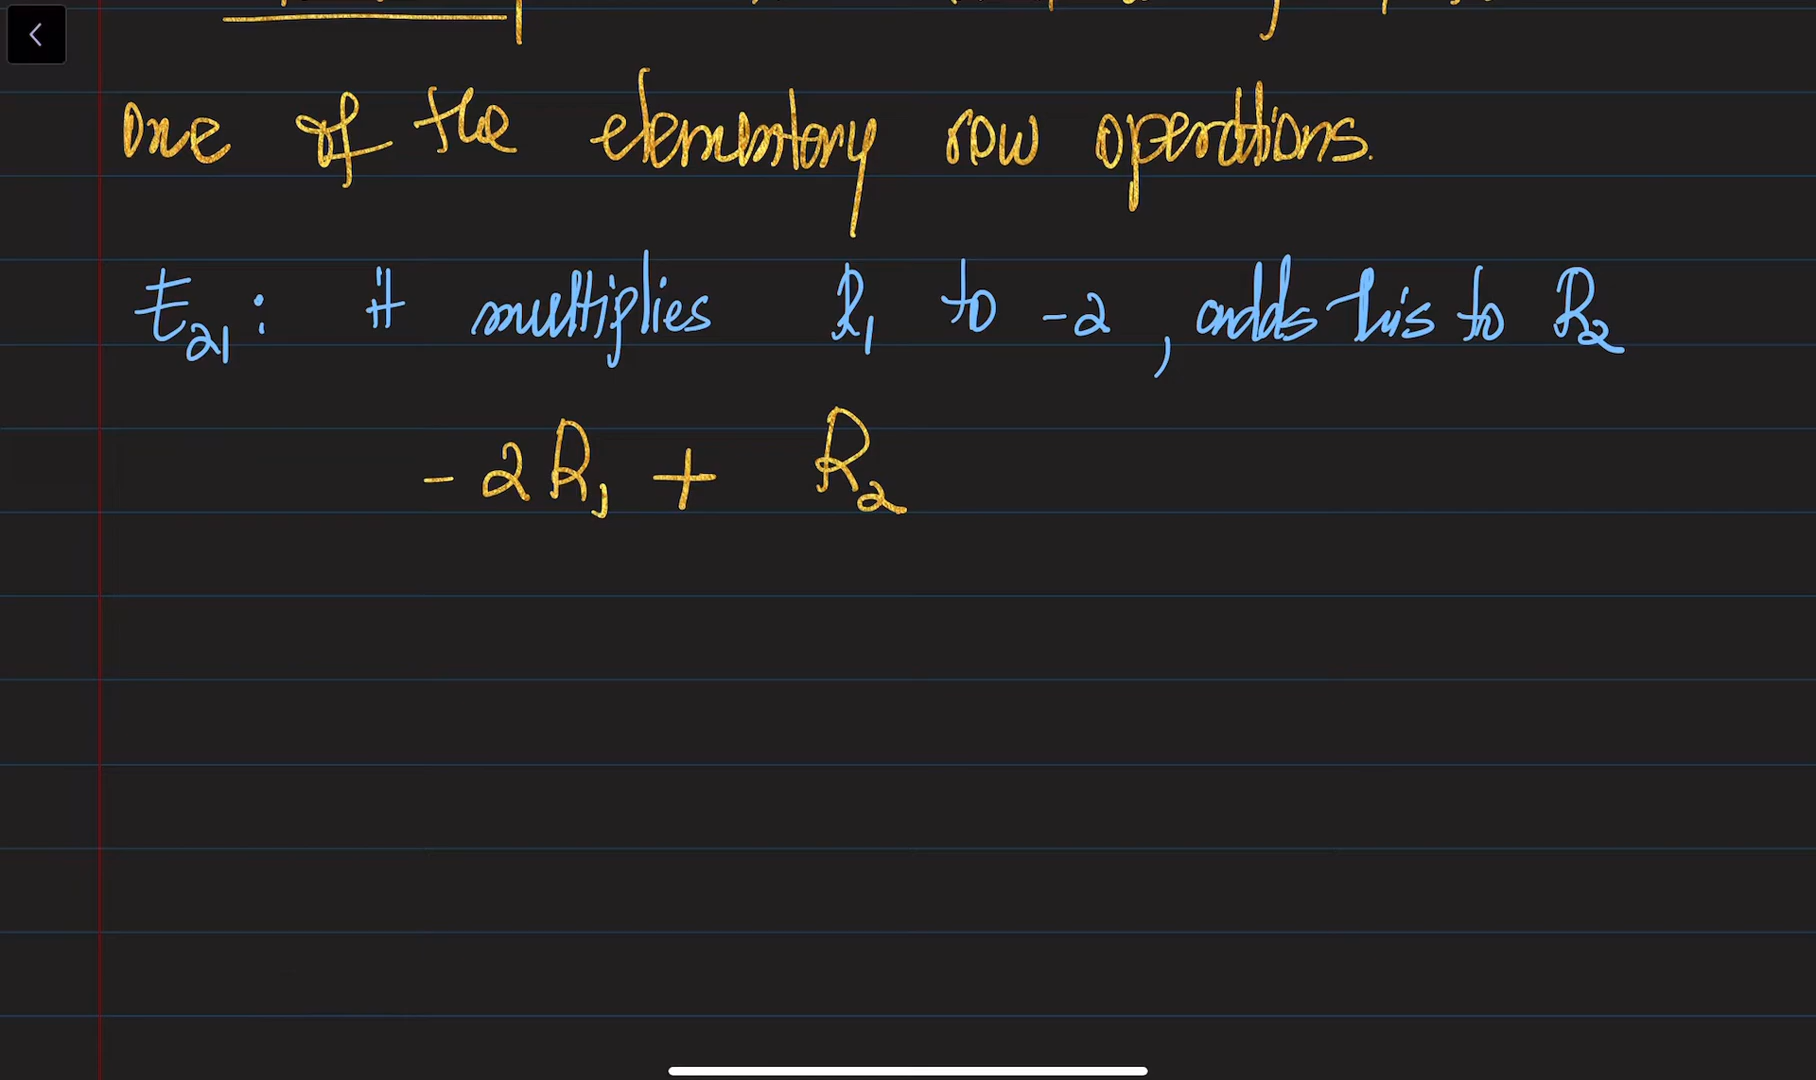 one of the elementary row operations.
E₂₁ : it multiplies R₁ to -2 , adds this to R₂
-2R₁ + R₂